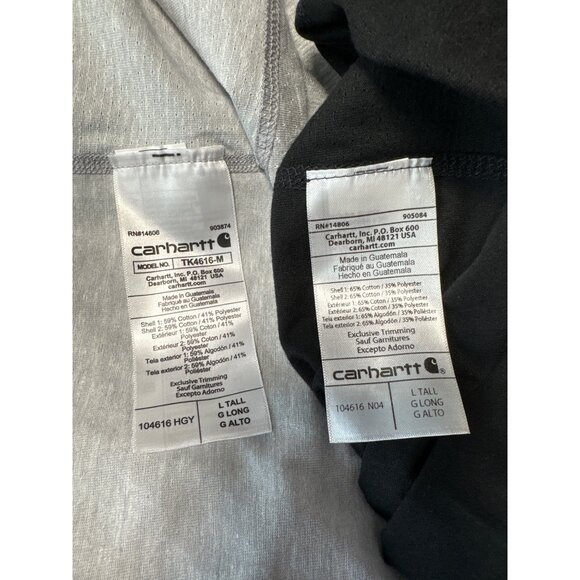 RN#14806 903874
carhartt
MODEL NO. TK4616-M
Carhartt, Inc. P.O. Box 600
Dearborn, MI 48121 USA
carhartt.com
Made in Guatemala
Fabriqué au Guatemala
Hecho en Guatemala
Shell 1: 59% Cotton / 41% Polyester
Shell 2: 59% Cotton / 41% Polyester
Extérieur 1: 59% Coton / 41%
Polyester
Extérieur 2: 59% Coton / 41%
Polyester
Tela exterior 1: 59% Algodón / 41%
Poliéster
Tela exterior 2: 59% Algodón / 41%
Poliéster
Exclusive Trimming
Sauf Garnitures
Excepto Adorno
104616 HGY
L TALL
G LONG
G ALTO
RN#14806 905084
Carhartt, Inc. P.O. Box 600
Dearborn, MI 48121 USA
carhartt.com
Made in Guatemala
Fabriqué au Guatemala
Hecho en Guatemala
Shell 1: 65% Cotton / 35% Polyester
Shell 2: 65% Cotton / 35% Polyester
Extérieur 1: 65% Coton / 35% Polyester
Extérieur 2: 65% Coton / 35% Polyester
Tela exterior 1: 65% Algodón / 35% Poliéster
Tela exterior 2: 65% Algodón / 35% Poliéster
Exclusive Trimming
Sauf Garnitures
Excepto Adorno
carhartt®
104616 N04
L TALL
G LONG
G ALTO